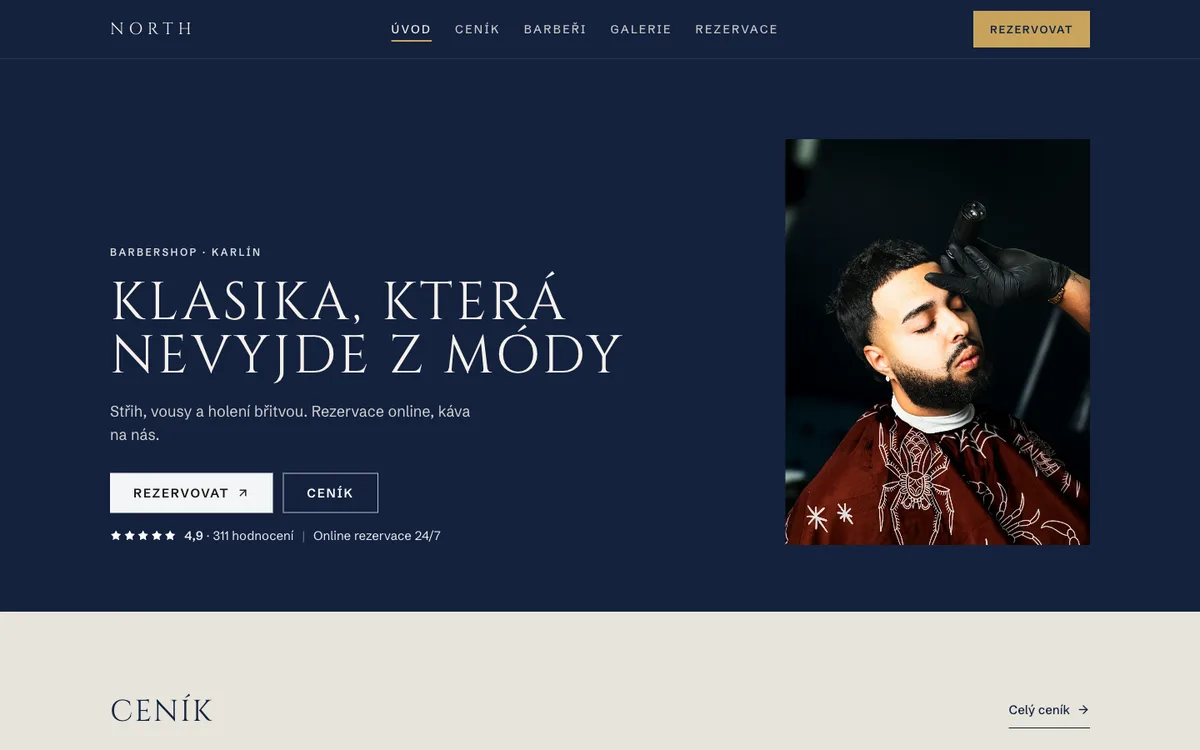 NORTH
ÚVOD
CENÍK
BARBEŘI
GALERIE
REZERVACE
REZERVOVAT
BARBERSHOP · KARLÍN
KLASIKA, KTERÁ
NEVYJDE Z MÓDY
Střih, vousy a holení břitvou. Rezervace online, káva
na nás.
REZERVOVAT
CENÍK
4,9 · 311 hodnocení | Online rezervace 24/7
CENÍK
Celý ceník